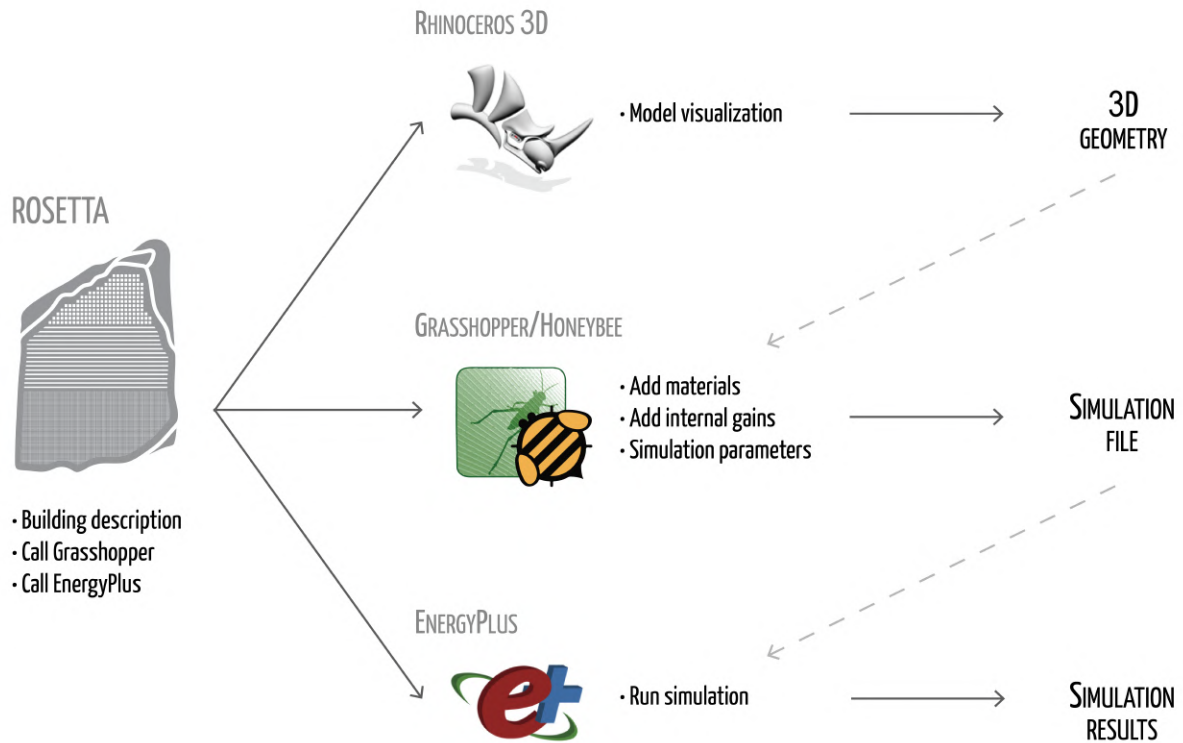 RHINOCEROS 3D
• Model visualization
3D
GEOMETRY
ROSETTA
• Building description
• Call Grasshopper
• Call EnergyPlus
GRASSHOPPER/HONEYBEE
• Add materials
• Add internal gains
• Simulation parameters
SIMULATION
FILE
ENERGYPLUS
e+
• Run simulation
SIMULATION
RESULTS